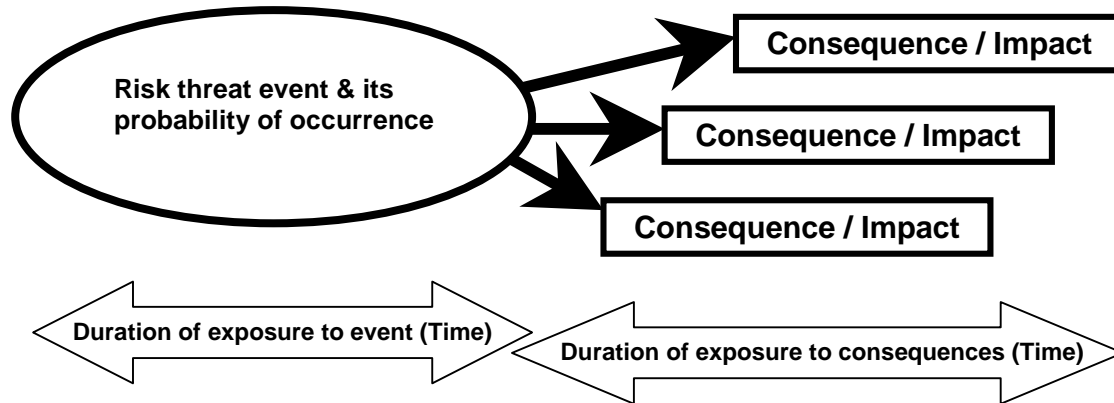 Risk threat event & its
probability of occurrence
Consequence / Impact
Consequence / Impact
Consequence / Impact
Duration of exposure to event (Time)
Duration of exposure to consequences (Time)